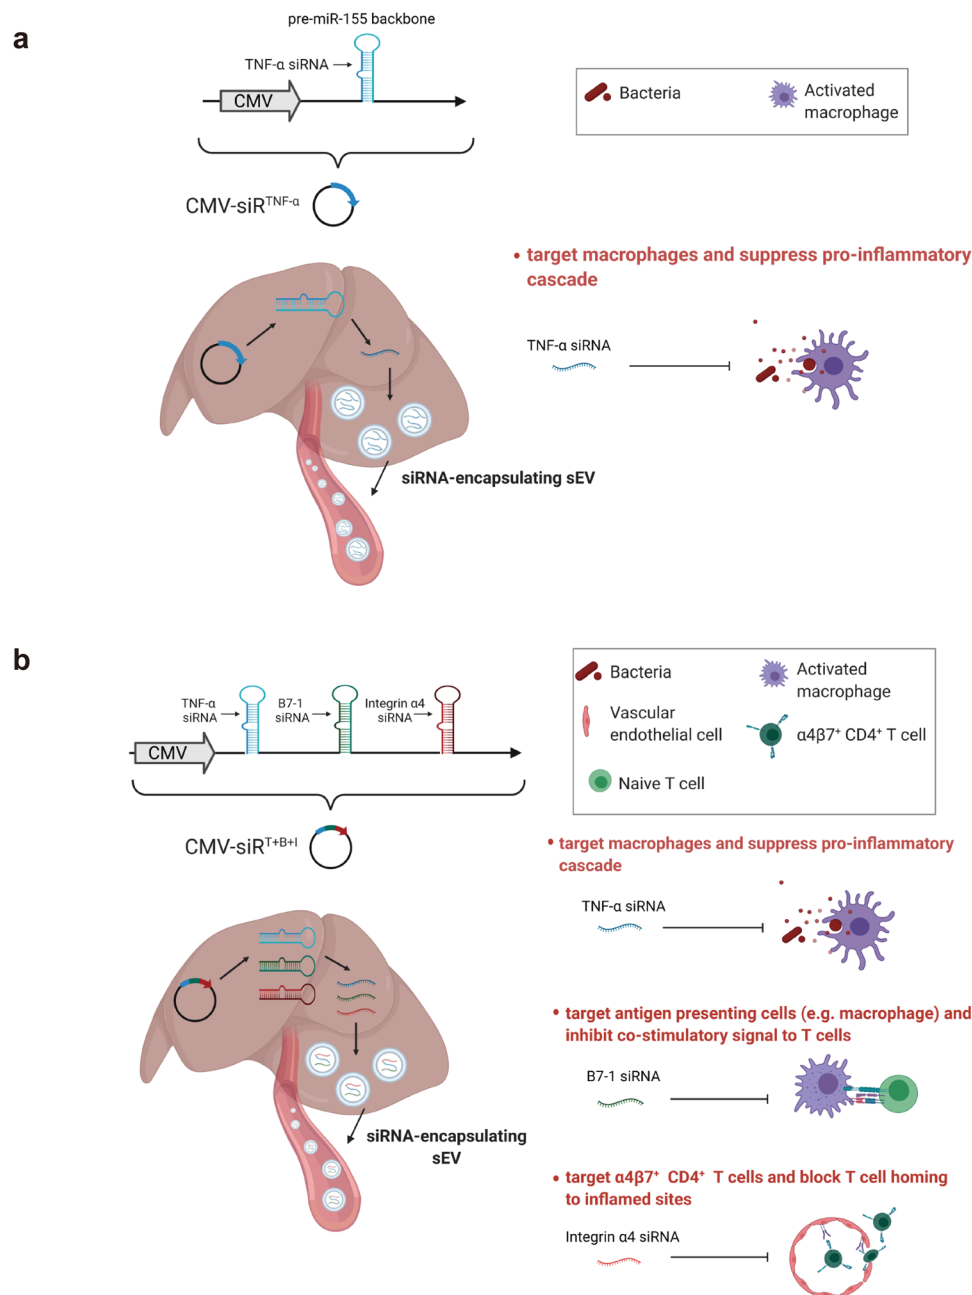 a
pre-miR-155 backbone
TNF-α siRNA
CMV
Bacteria
Activated
macrophage
CMV-siR^TNF-α
• target macrophages and suppress pro-inflammatory
cascade
TNF-α siRNA
siRNA-encapsulating sEV
b
TNF-α
siRNA
B7-1
siRNA
Integrin α4
siRNA
CMV
Bacteria
Activated
macrophage
Vascular
endothelial cell
α4β7⁺ CD4⁺ T cell
Naive T cell
CMV-siR^T+B+I
• target macrophages and suppress pro-inflammatory
cascade
TNF-α siRNA
• target antigen presenting cells (e.g. macrophage) and
inhibit co-stimulatory signal to T cells
B7-1 siRNA
siRNA-encapsulating
sEV
• target α4β7⁺ CD4⁺ T cells and block T cell homing
to inflamed sites
Integrin α4 siRNA